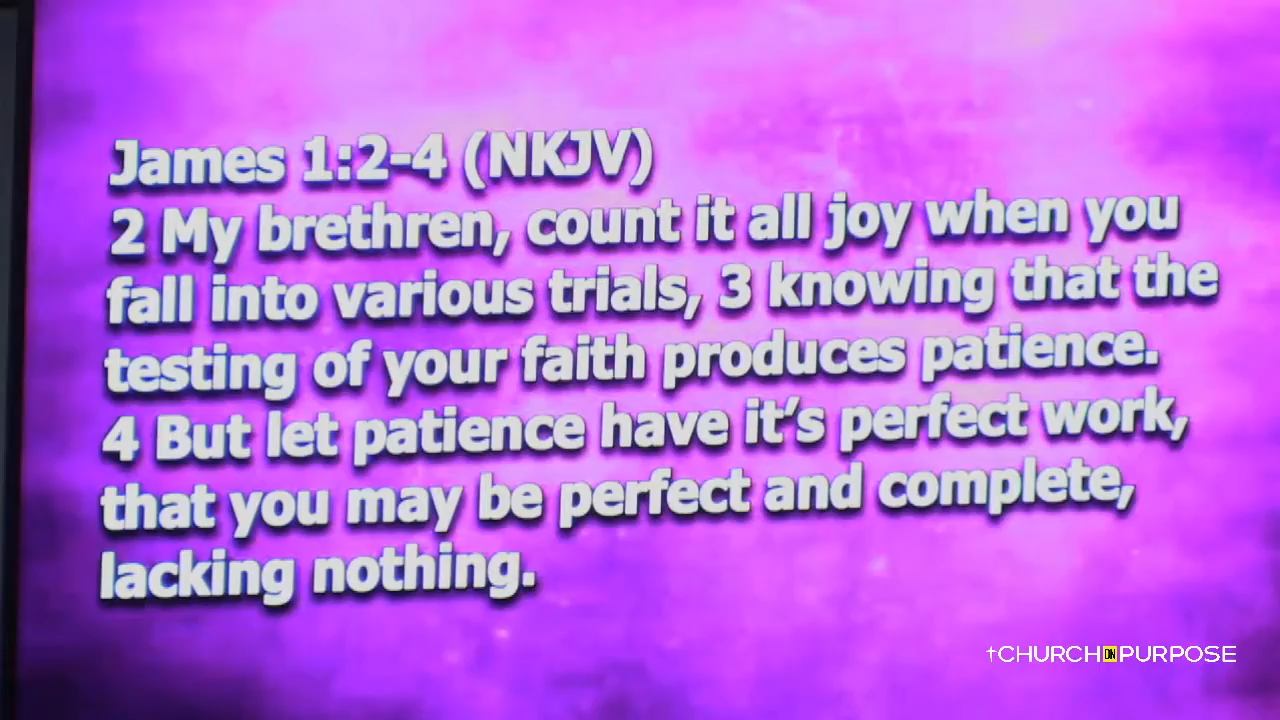 James 1:2-4 (NKJV)
2 My brethren, count it all joy when you
fall into various trials, 3 knowing that the
testing of your faith produces patience.
4 But let patience have it’s perfect work,
that you may be perfect and complete,
lacking nothing.
†CHURCH ON PURPOSE